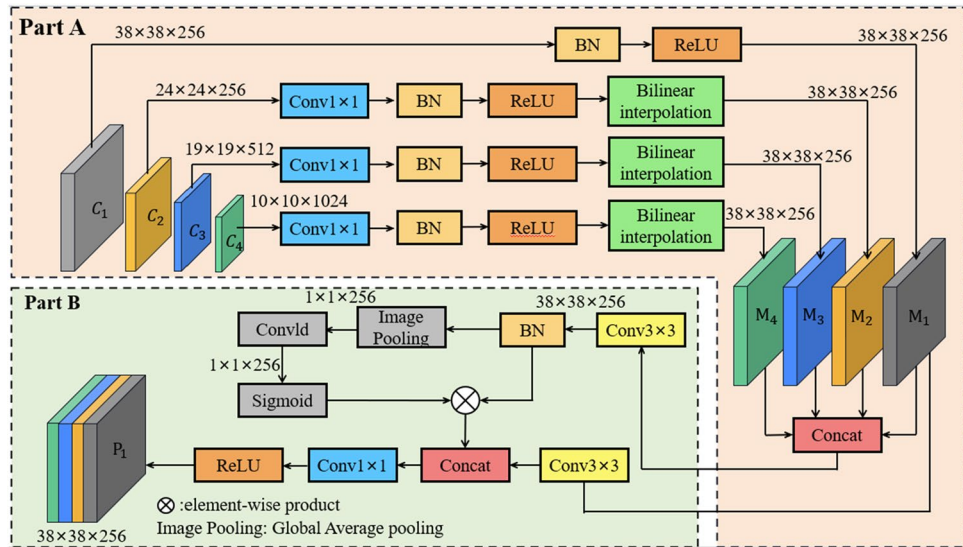 Part A
38×38×256
BN
ReLU
38×38×256
24×24×256
Conv1×1
BN
ReLU
Bilinear
interpolation
38×38×256
19×19×512
Conv1×1
BN
ReLU
Bilinear
interpolation
38×38×256
10×10×1024
Conv1×1
BN
ReLU
Bilinear
interpolation
38×38×256
C₁
C₂
C₃
C₄
M₄
M₃
M₂
M₁
Concat
Part B
1×1×256
38×38×256
Convld
Image
Pooling
BN
Conv3×3
1×1×256
Sigmoid
P₁
ReLU
Conv1×1
Concat
Conv3×3
:element-wise product
Image Pooling: Global Average pooling
38×38×256